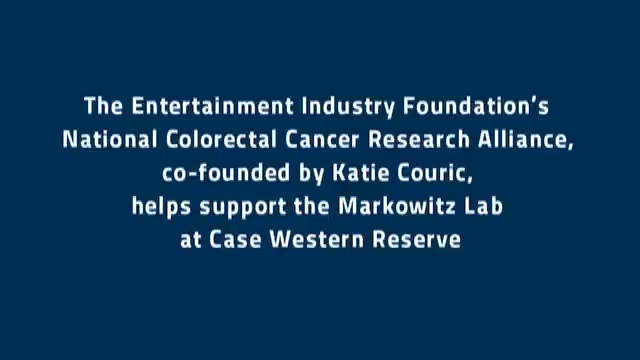 The Entertainment Industry Foundation's
National Colorectal Cancer Research Alliance,
co-founded by Katie Couric,
helps support the Markowitz Lab
at Case Western Reserve